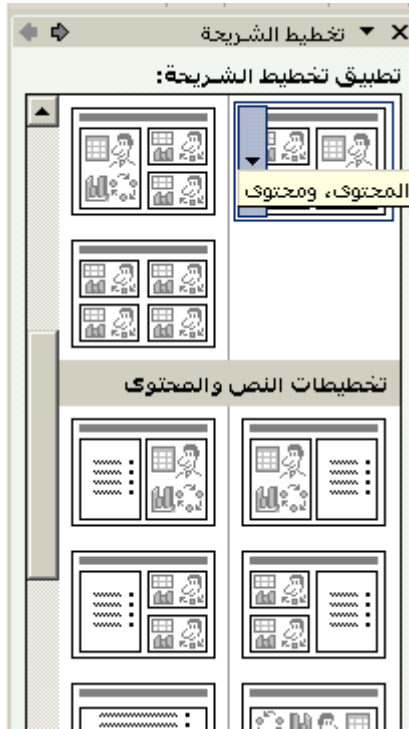 تخطيط الشريحة
تطبيق تخطيط الشريحة:
المحتوى، ومحتوى
تخطيطات النص والمحتوى